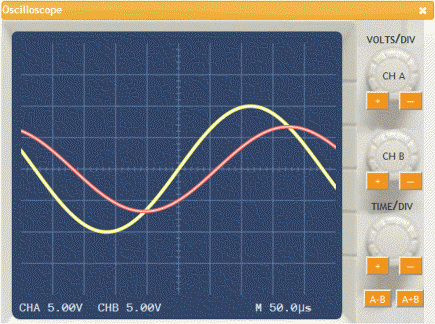 Oscilloscope
VOLTS/DIV
CH A
+ –
CH B
+ –
TIME/DIV
+ –
A-B A+B
CHA 5.00V CHB 5.00V M 50.0µs